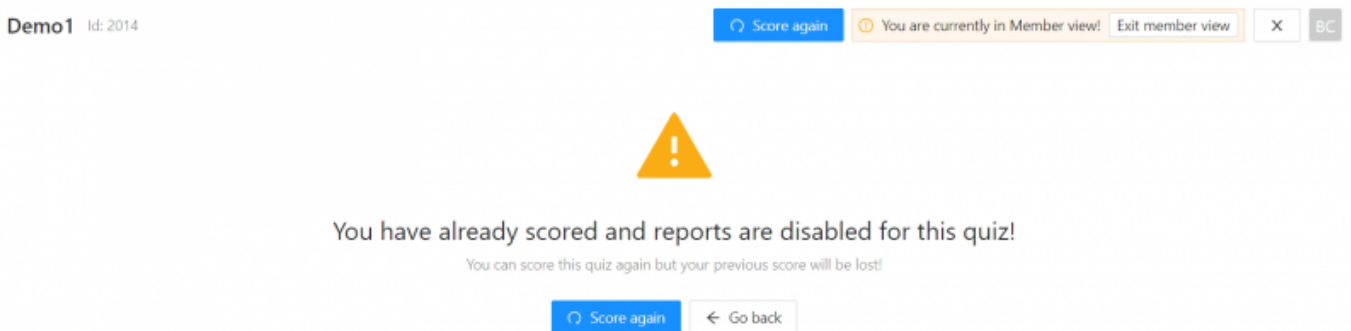 Demo1 Id: 2014 Score again You are currently in Member view! Exit member view X BC
You have already scored and reports are disabled for this quiz!
You can score this quiz again but your previous score will be lost!
Score again ← Go back